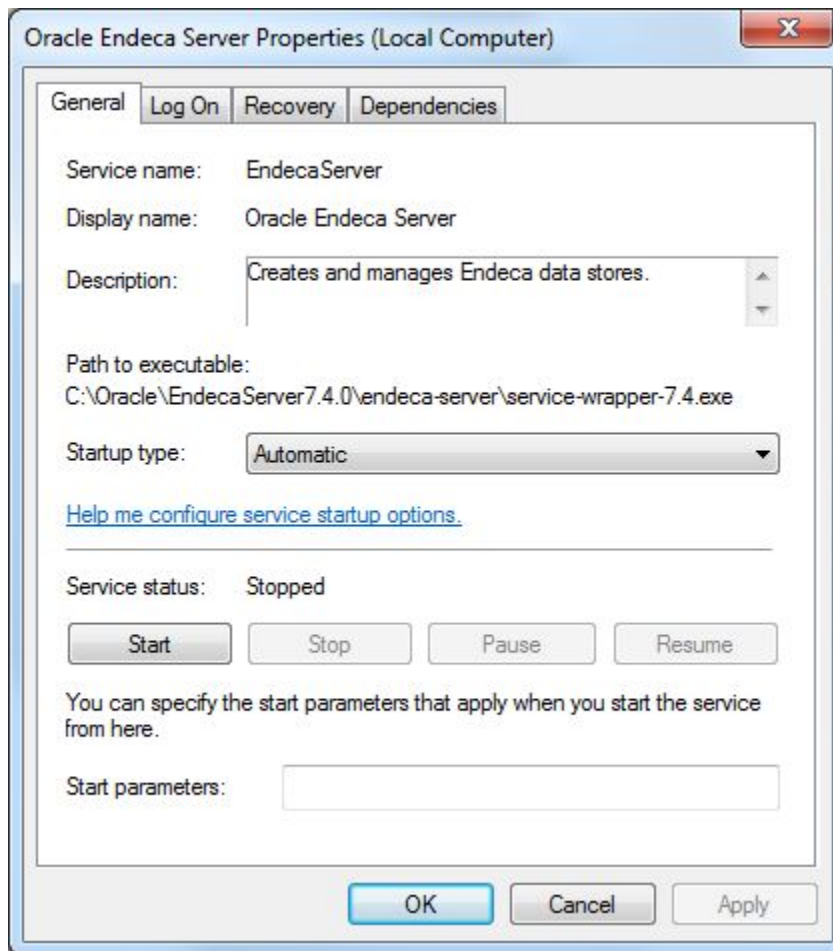 Oracle Endeca Server Properties (Local Computer)
General Log On Recovery Dependencies
Service name: EndecaServer
Display name: Oracle Endeca Server
Description: Creates and manages Endeca data stores.
Path to executable:
C:\Oracle\EndecaServer7.4.0\endeca-server\service-wrapper-7.4.exe
Startup type: Automatic
Help me configure service startup options.
Service status: Stopped
Start Stop Pause Resume
You can specify the start parameters that apply when you start the service
from here.
Start parameters:
OK Cancel Apply